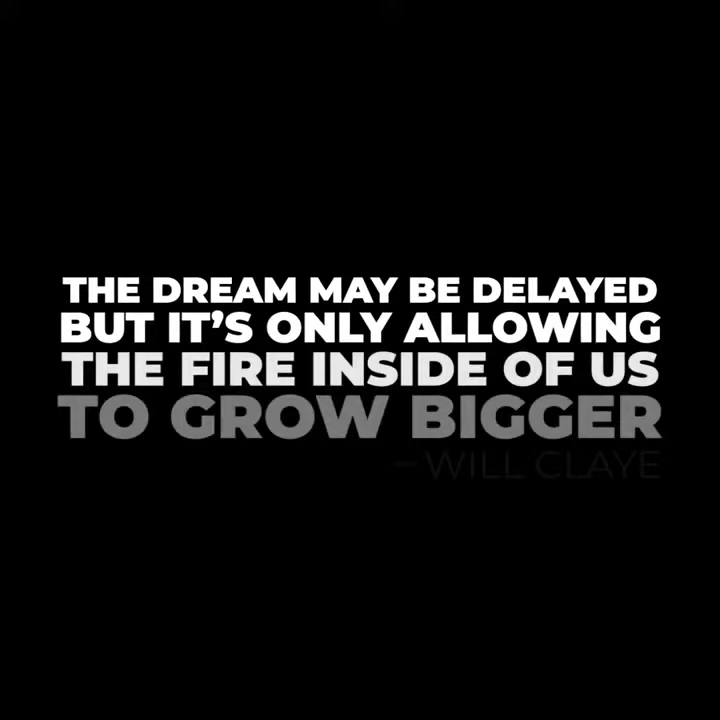 THE DREAM MAY BE DELAYED
BUT IT'S ONLY ALLOWING
THE FIRE INSIDE OF US
TO GROW BIGGER
– WILL CLAYE